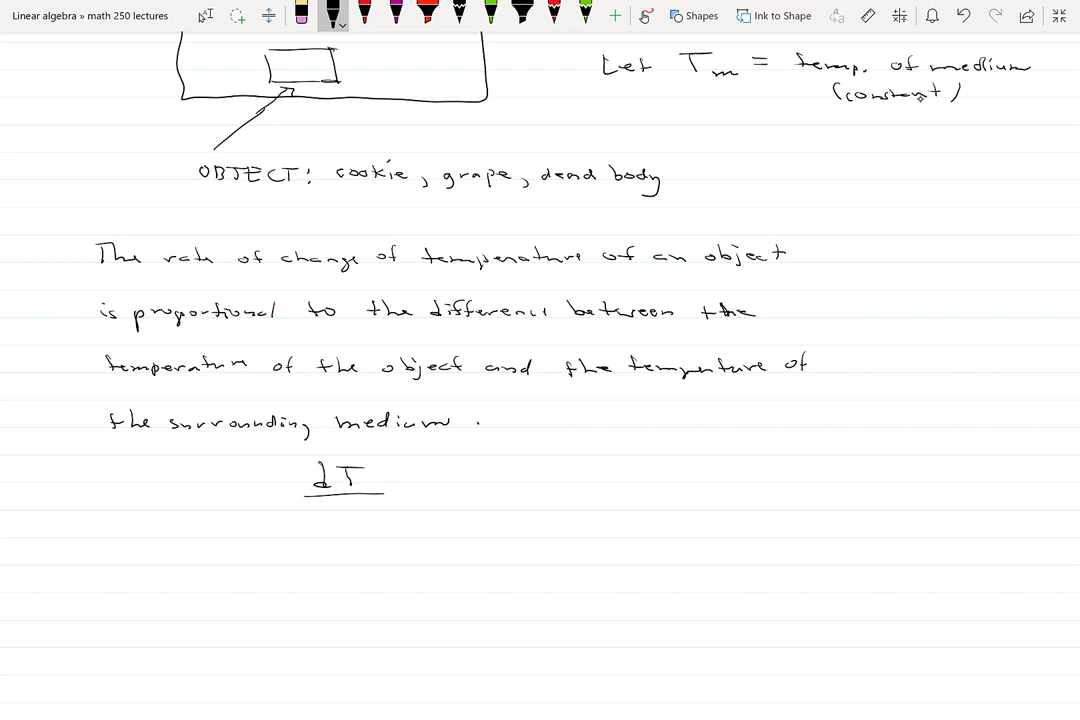 Linear algebra » math 250 lectures
Shapes
Ink to Shape
Let Tm = temp. of medium
(constant)
OBJECT: cookie, grape, dead body
The rate of change of temperature of an object
is proportional to the difference between the
temperature of the object and the temperture of
the surrounding medium.
dT